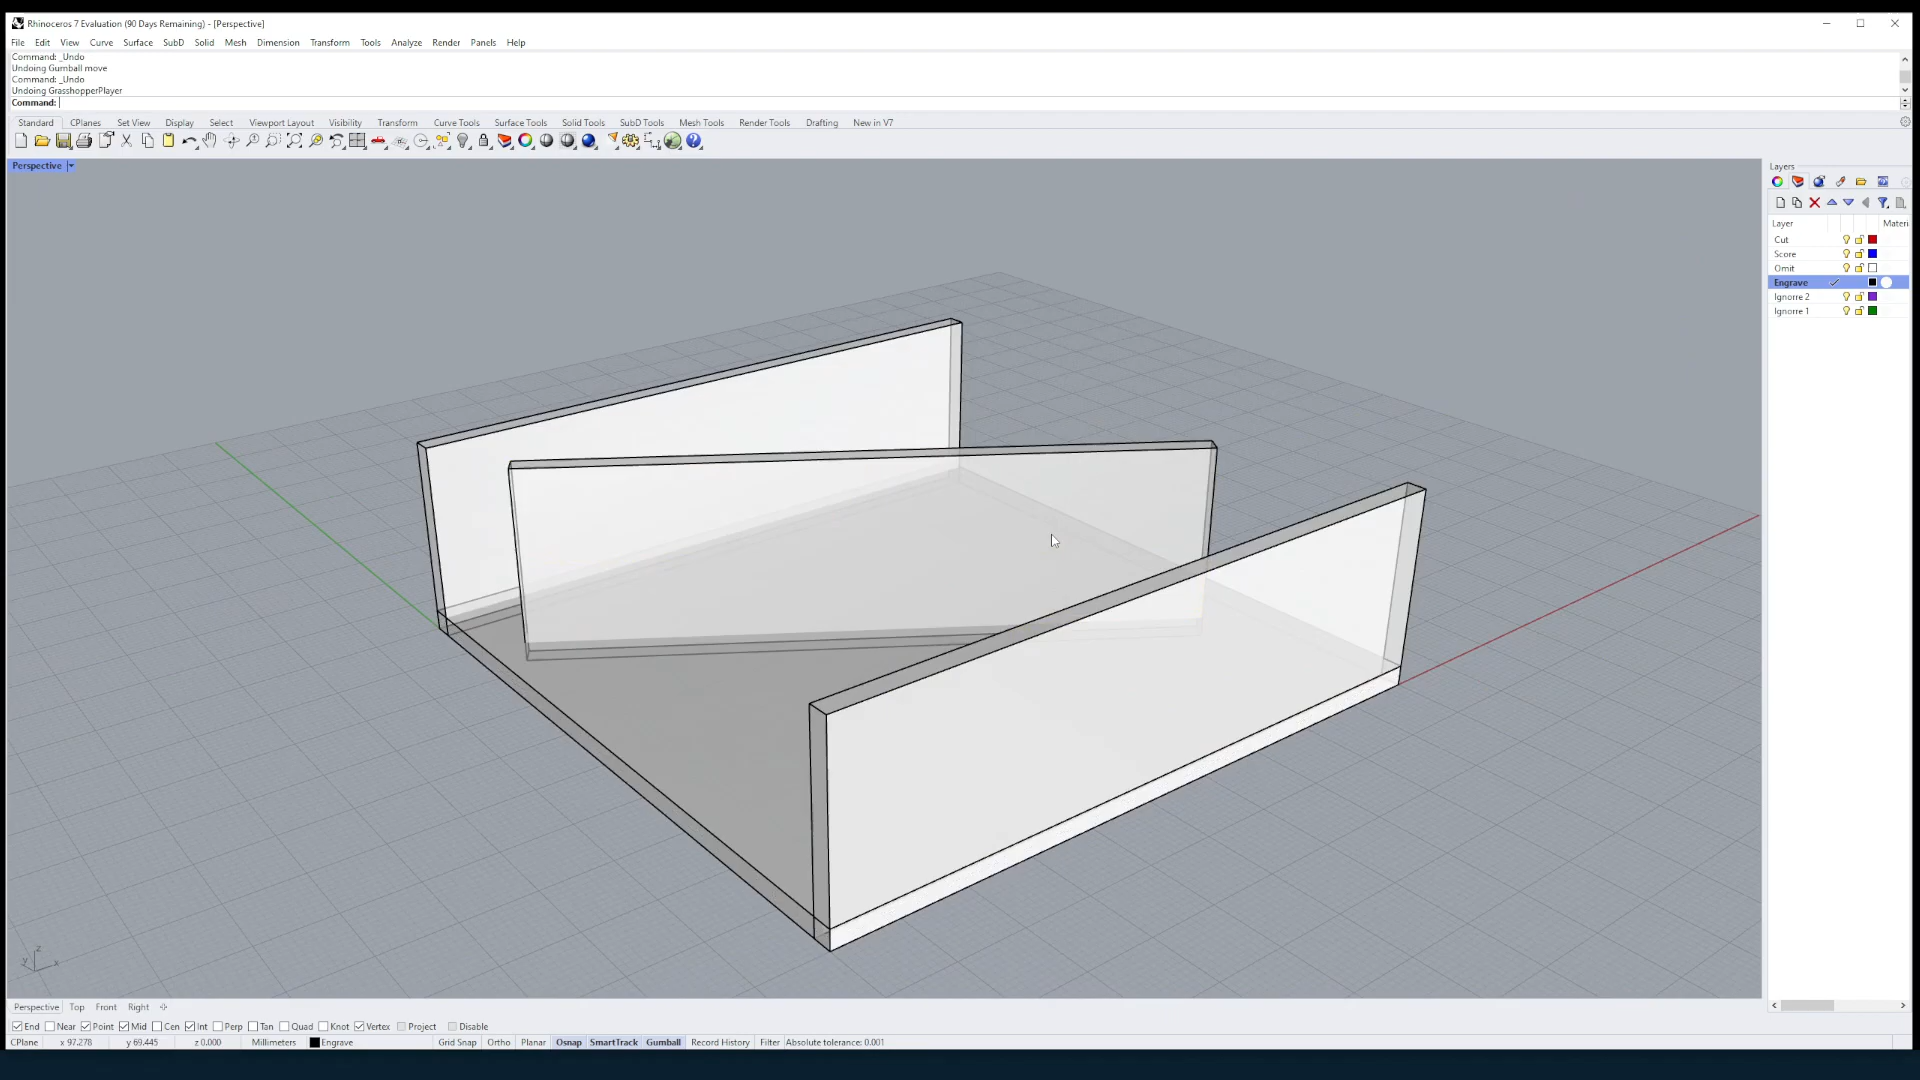 Rhinoceros 7 Evaluation (90 Days Remaining) - [Perspective]
File Edit View Curve Surface SubD Solid Mesh Dimension Transform Tools Analyze Render Panels Help
Command: _Undo
Undoing Gumball move
Command: _Undo
Undoing GrasshopperPlayer
Command:
Standard CPlanes Set View Display Select Viewport Layout Visibility Transform Curve Tools Surface Tools Solid Tools SubD Tools Mesh Tools Render Tools Drafting New in V7
Perspective
Layers
Layer Materi
Cut
Score
Omit
Engrave
Ignorre 2
Ignorre 1
z
y x
Perspective Top Front Right
End Near Point Mid Cen Int Perp Tan Quad Knot Vertex Project Disable
CPlane x 97.278 y 69.445 z 0.000 Millimeters Engrave Grid Snap Ortho Planar Osnap SmartTrack Gumball Record History Filter Absolute tolerance: 0.001